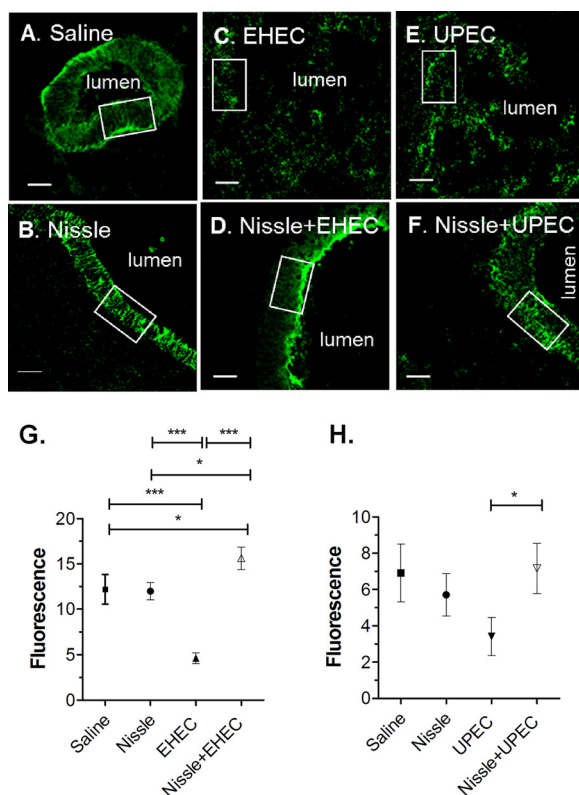 A. Saline
lumen
C. EHEC
lumen
E. UPEC
lumen
B. Nissle
lumen
D. Nissle+EHEC
lumen
F. Nissle+UPEC
lumen
G.
***
***
*
***
*
Fluorescence
20
15
10
5
0
Saline
Nissle
EHEC
Nissle+EHEC
H.
*
Fluorescence
10
8
6
4
2
0
Saline
Nissle
UPEC
Nissle+UPEC